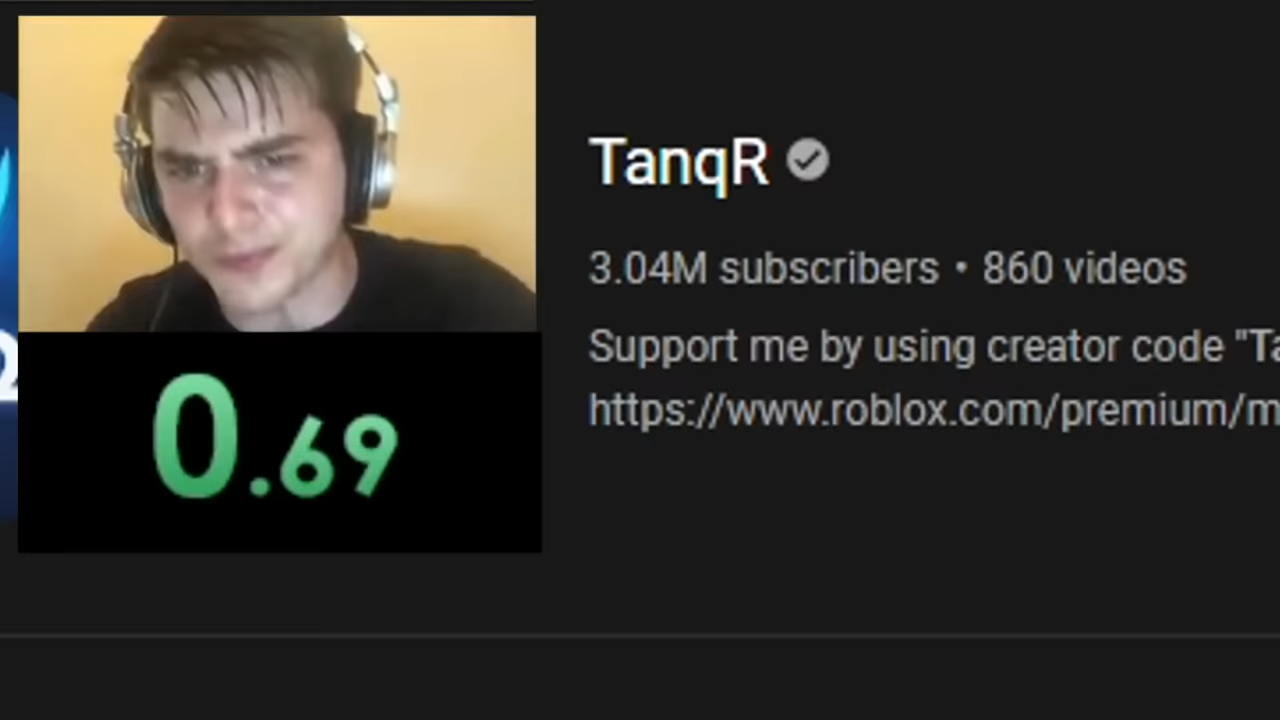 TanqR
3.04M subscribers • 860 videos
Support me by using creator code "Ta
https://www.roblox.com/premium/m
0.69